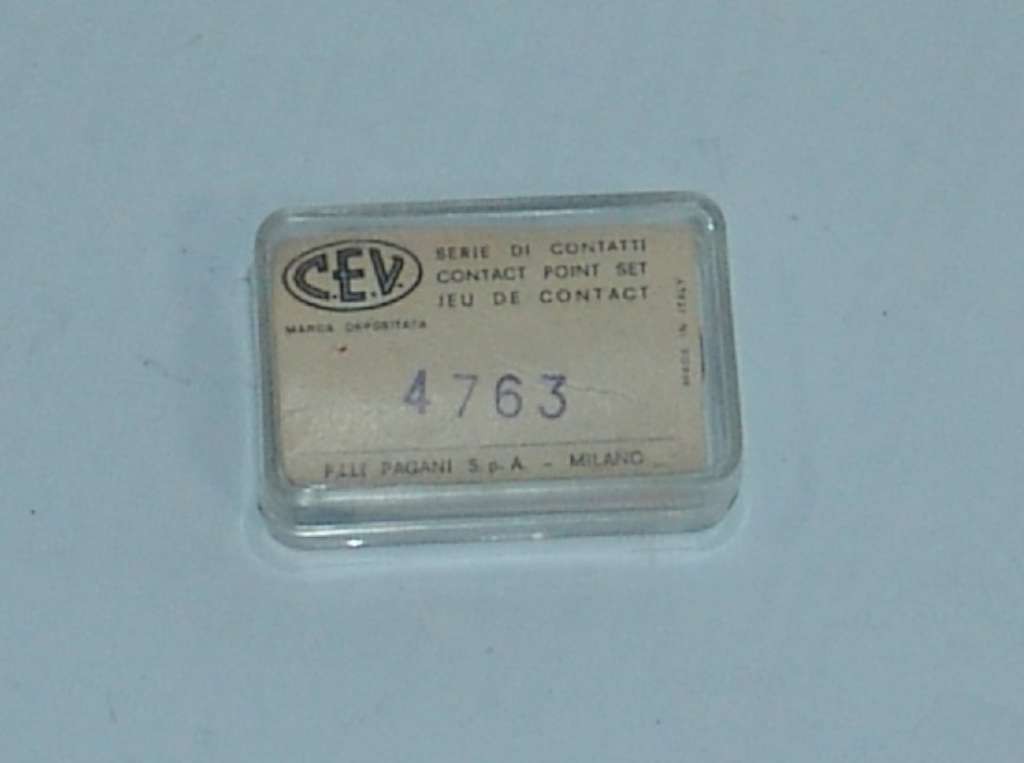 C.E.V.
MARCA DEPOSITATA
SERIE DI CONTATTI
CONTACT POINT SET
JEU DE CONTACT
MADE IN ITALY
4763
F.LLI PAGANI S.p.A. - MILANO